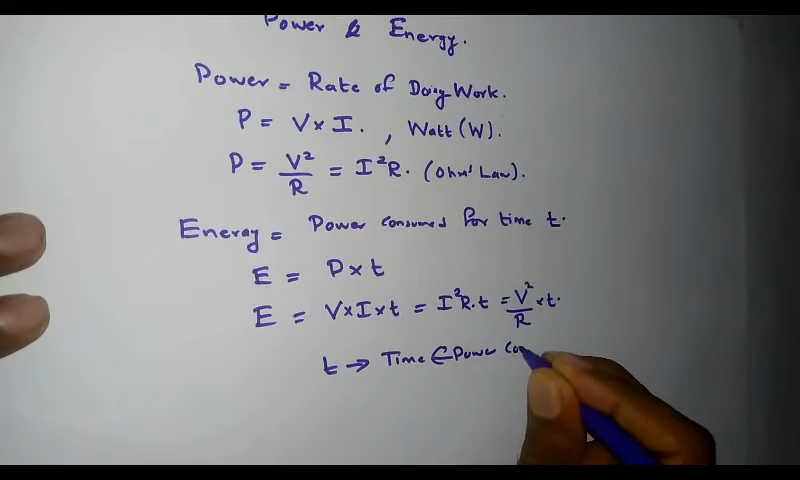 Power & Energy.
Power = Rate of Doing Work.
P = V × I. , Watt (W).
P = V²/R = I²R. (Ohm's Law).
Energy = Power consumed for time t.
E = P × t
E = V × I × t = I²R.t = V²/R × t.
t → Time (Power Con